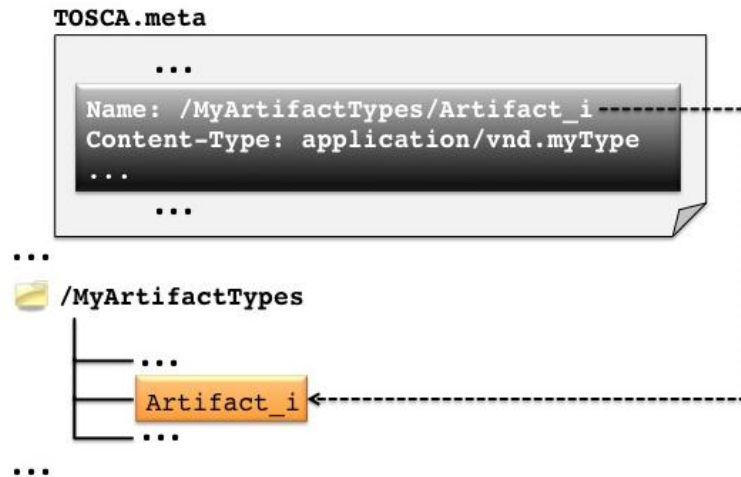 TOSCA.meta
...
Name: /MyArtifactTypes/Artifact_i
Content-Type: application/vnd.myType
...
...
...
/MyArtifactTypes
...
Artifact_i
...
...